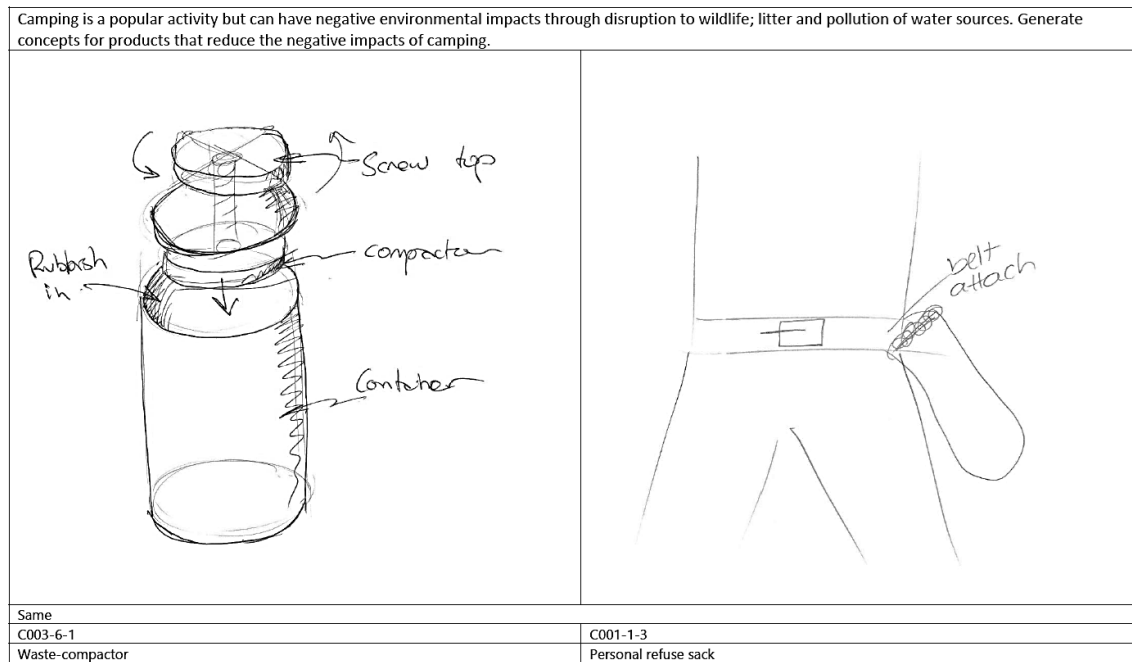 Camping is a popular activity but can have negative environmental impacts through disruption to wildlife; litter and pollution of water sources. Generate
concepts for products that reduce the negative impacts of camping.
Screw top
compactor
Rubbish
in
Container
belt
attach
Same
C003-6-1
C001-1-3
Waste-compactor
Personal refuse sack